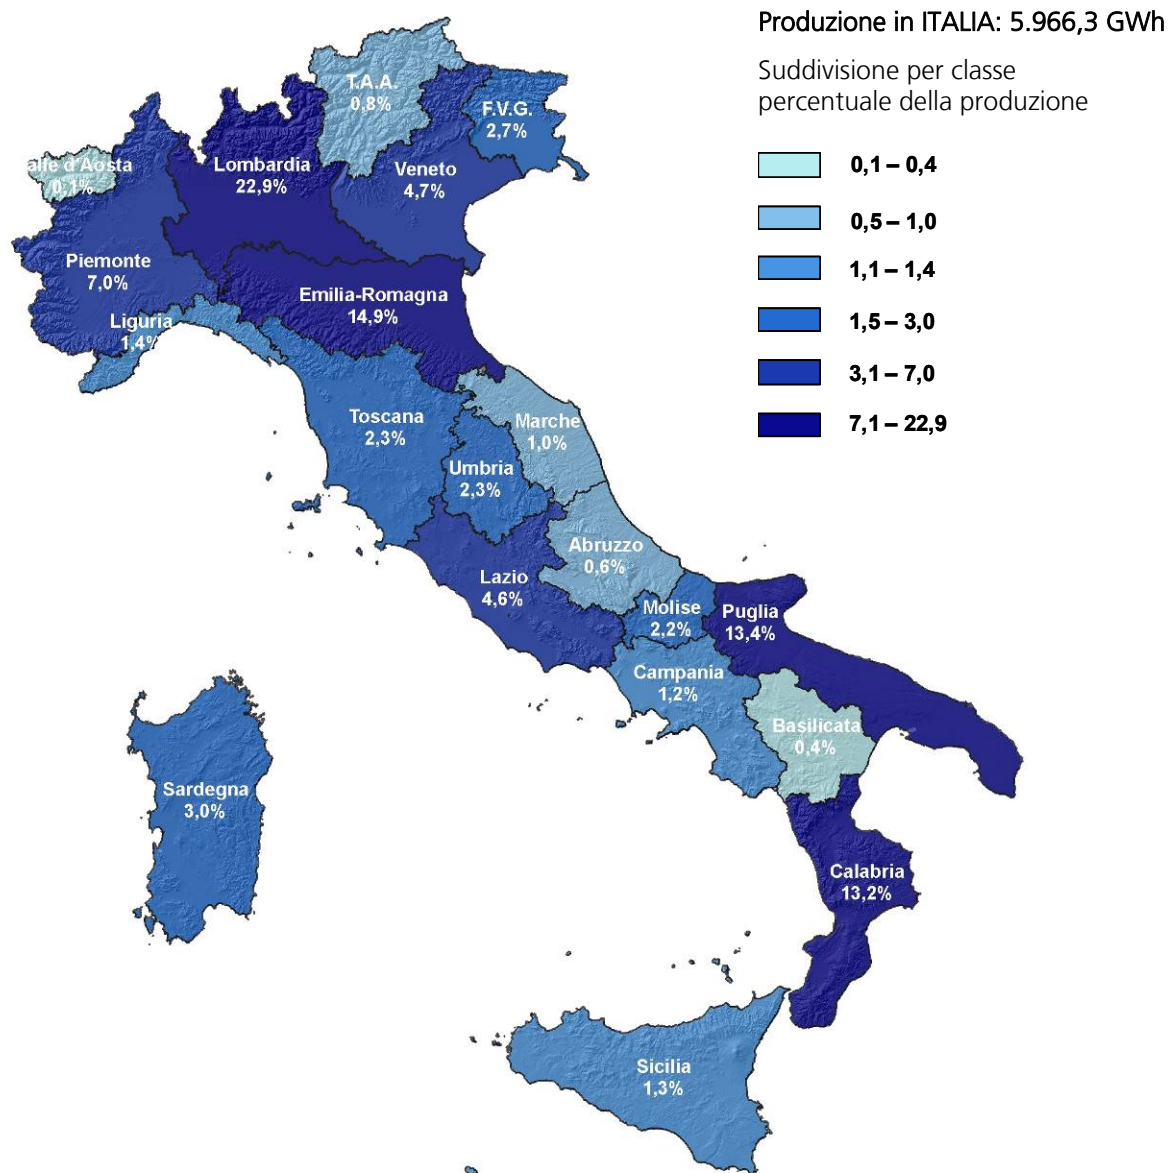 Produzione in ITALIA: 5.966,3 GWh
Suddivisione per classe
percentuale della produzione
0,1 – 0,4
0,5 – 1,0
1,1 – 1,4
1,5 – 3,0
3,1 – 7,0
7,1 – 22,9
T.A.A.
0,8%
F.V.G.
2,7%
alle d'Aosta
0,1%
Lombardia
22,9%
Veneto
4,7%
Piemonte
7,0%
Emilia-Romagna
14,9%
Liguria
1,4%
Toscana
2,3%
Marche
1,0%
Umbria
2,3%
Abruzzo
0,6%
Lazio
4,6%
Molise
2,2%
Puglia
13,4%
Campania
1,2%
Basilicata
0,4%
Sardegna
3,0%
Calabria
13,2%
Sicilia
1,3%